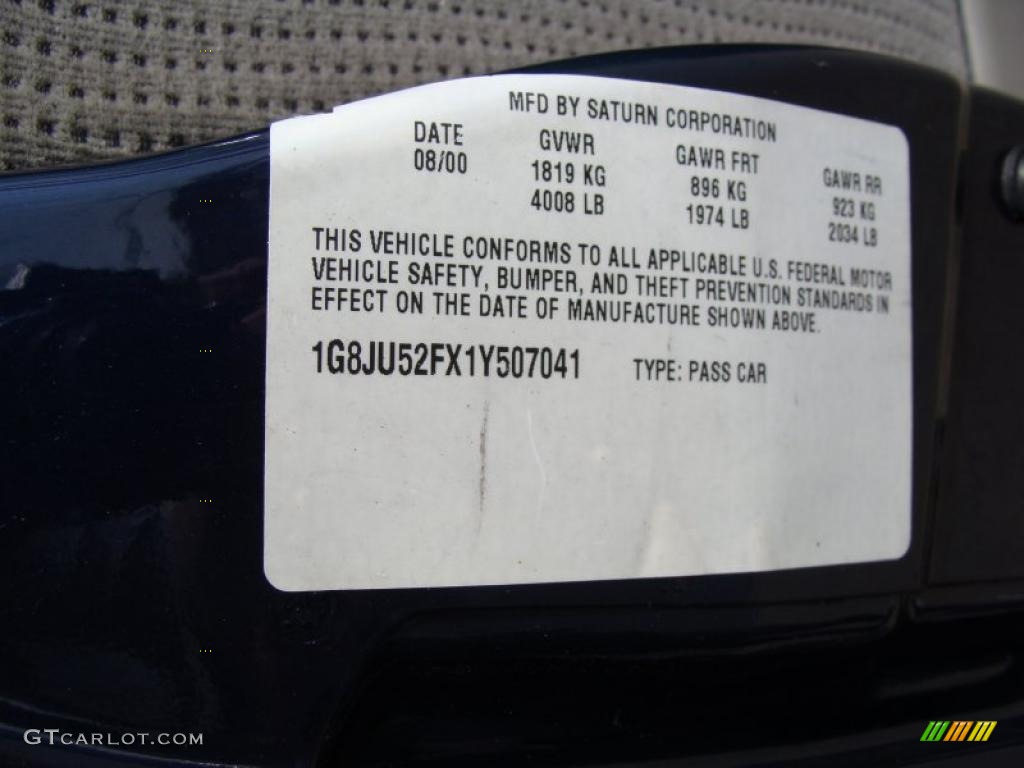 MFD BY SATURN CORPORATION
DATE GVWR GAWR FRT GAWR RR
08/00 1819 KG 896 KG 923 KG
4008 LB 1974 LB 2034 LB
THIS VEHICLE CONFORMS TO ALL APPLICABLE U.S. FEDERAL MOTOR
VEHICLE SAFETY, BUMPER, AND THEFT PREVENTION STANDARDS IN
EFFECT ON THE DATE OF MANUFACTURE SHOWN ABOVE.
1G8JU52FX1Y507041 TYPE: PASS CAR
GTCARLOT.COM